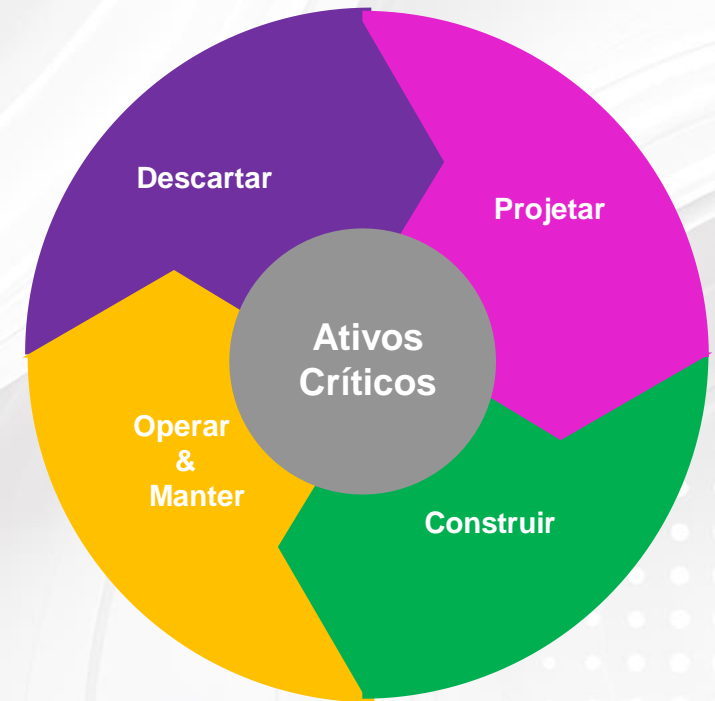 Descartar
Projetar
Ativos
Críticos
Operar
&
Manter
Construir